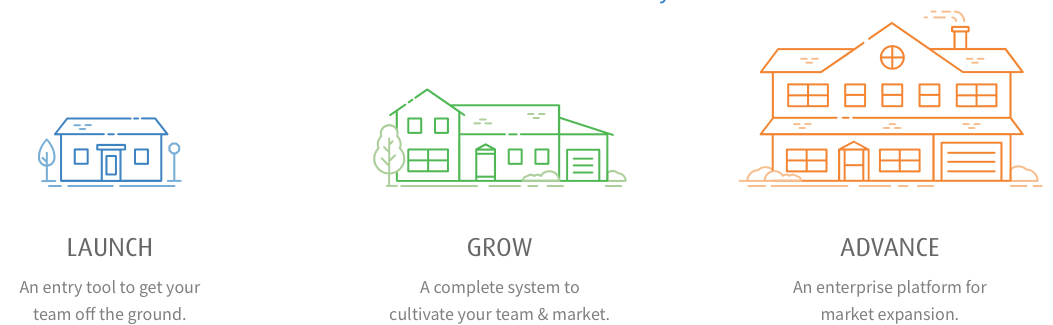 LAUNCH
An entry tool to get your
team off the ground.
GROW
A complete system to
cultivate your team & market.
ADVANCE
An enterprise platform for
market expansion.